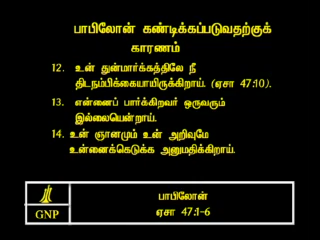 பாபிலோன் கண்டிக்கப்படுவதற்குக்
காரணம்
12. உன் துன்மார்க்கத்திலே நீ
திடநம்பிக்கையாயிருக்கிறாய். (ஏசா 47:10).
13. என்னைப் பார்க்கிறவர் ஒருவரும்
இல்லையென்றாய்.
14. உன் ஞானமும் உன் அறிவுமே
உன்னைக்கெடுக்க அனுமதிக்கிறாய்.
GNP
பாபிலோன்
ஏசா 47:1-6